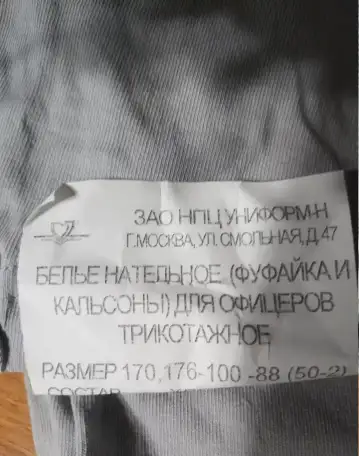 ЗАО НПЦ УНИФОРМ-Н
Г.МОСКВА, УЛ. СМОЛЬНАЯ, Д.47
БЕЛЬЕ НАТЕЛЬНОЕ (ФУФАЙКА И
КАЛЬСОНЫ) ДЛЯ ОФИЦЕРОВ
ТРИКОТАЖНОЕ
РАЗМЕР 170,176-100 -88 (50-2)
СОСТАВ